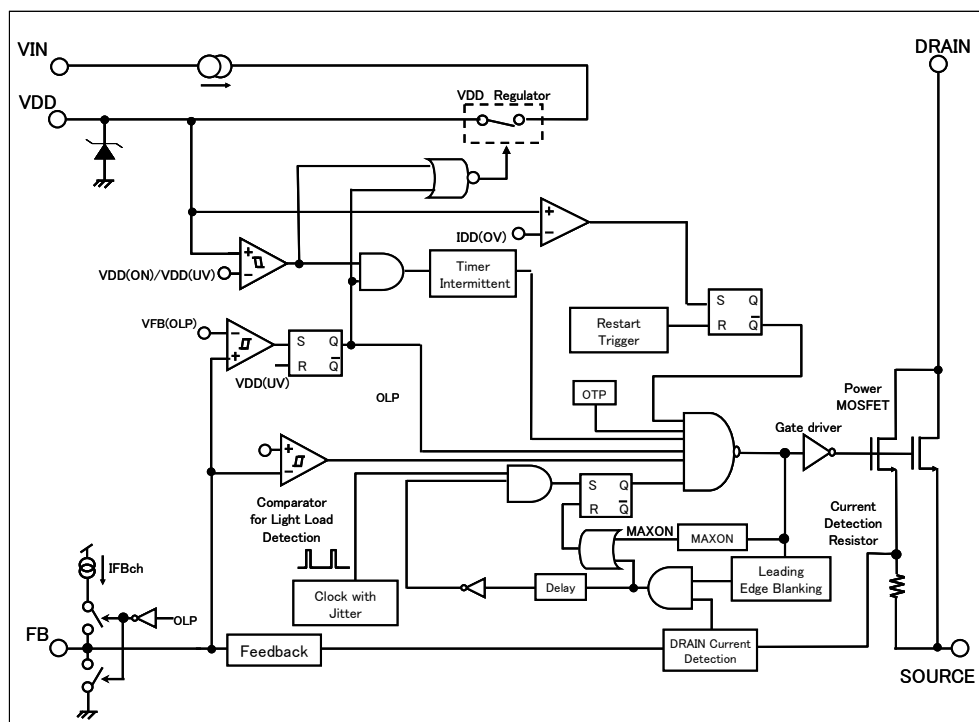 VIN
DRAIN
VDD
VDD Regulator
IDD(OV)
VDD(ON)/VDD(UV)
Timer
Intermittent
S Q
R Q
Restart
Trigger
VFB(OLP)
S Q
R Q
VDD(UV)
OLP
OTP
Power
MOSFET
Gate driver
S Q
R Q
Comparator
for Light Load
Detection
MAXON
MAXON
Current
Detection
Resistor
IFBch
Clock with
Jitter
Delay
Leading
Edge Blanking
OLP
FB
Feedback
DRAIN Current
Detection
SOURCE